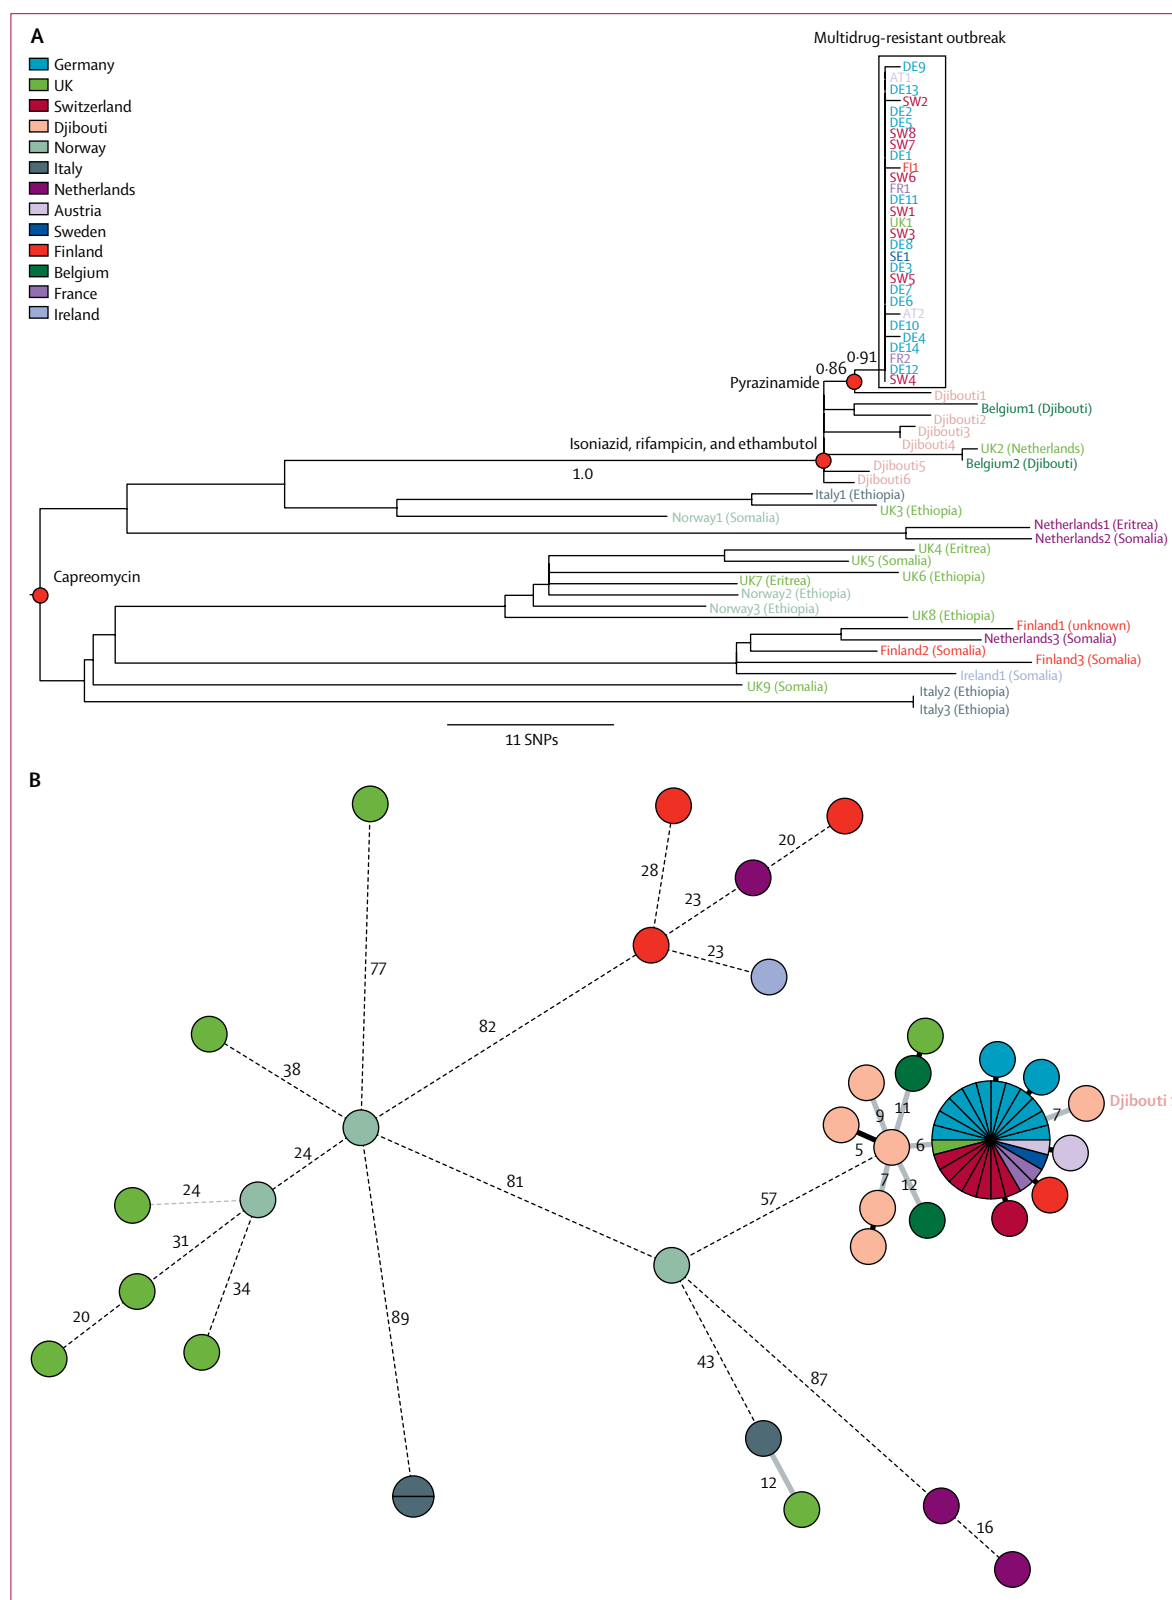 A
Germany
UK
Switzerland
Djibouti
Norway
Italy
Netherlands
Austria
Sweden
Finland
Belgium
France
Ireland
Multidrug-resistant outbreak
DE9
AT1
DE13
SW2
DE2
DE5
SW8
SW7
DE1
FI1
SW6
FR1
DE11
SW1
UK1
SW3
DE8
SE1
DE3
SW5
DE7
DE6
AT2
DE10
DE4
DE14
FR2
DE12
SW4
0·91
0·86
Pyrazinamide
Djibouti1
Belgium1 (Djibouti)
Djibouti2
Djibouti3
Isoniazid, rifampicin, and ethambutol
Djibouti4
UK2 (Netherlands)
Belgium2 (Djibouti)
1.0
Djibouti5
Djibouti6
Italy1 (Ethiopia)
UK3 (Ethiopia)
Norway1 (Somalia)
Netherlands1 (Eritrea)
Netherlands2 (Somalia)
UK4 (Eritrea)
UK5 (Somalia)
Capreomycin
UK6 (Ethiopia)
UK7 (Eritrea)
Norway2 (Ethiopia)
Norway3 (Ethiopia)
UK8 (Ethiopia)
Finland1 (unknown)
Netherlands3 (Somalia)
Finland2 (Somalia)
Finland3 (Somalia)
Ireland1 (Somalia)
UK9 (Somalia)
Italy2 (Ethiopia)
Italy3 (Ethiopia)
11 SNPs
B
20
28
23
23
77
82
38
9
11
7
Djibouti
5
6
24
7
12
81
24
57
31
34
20
89
43
87
12
16